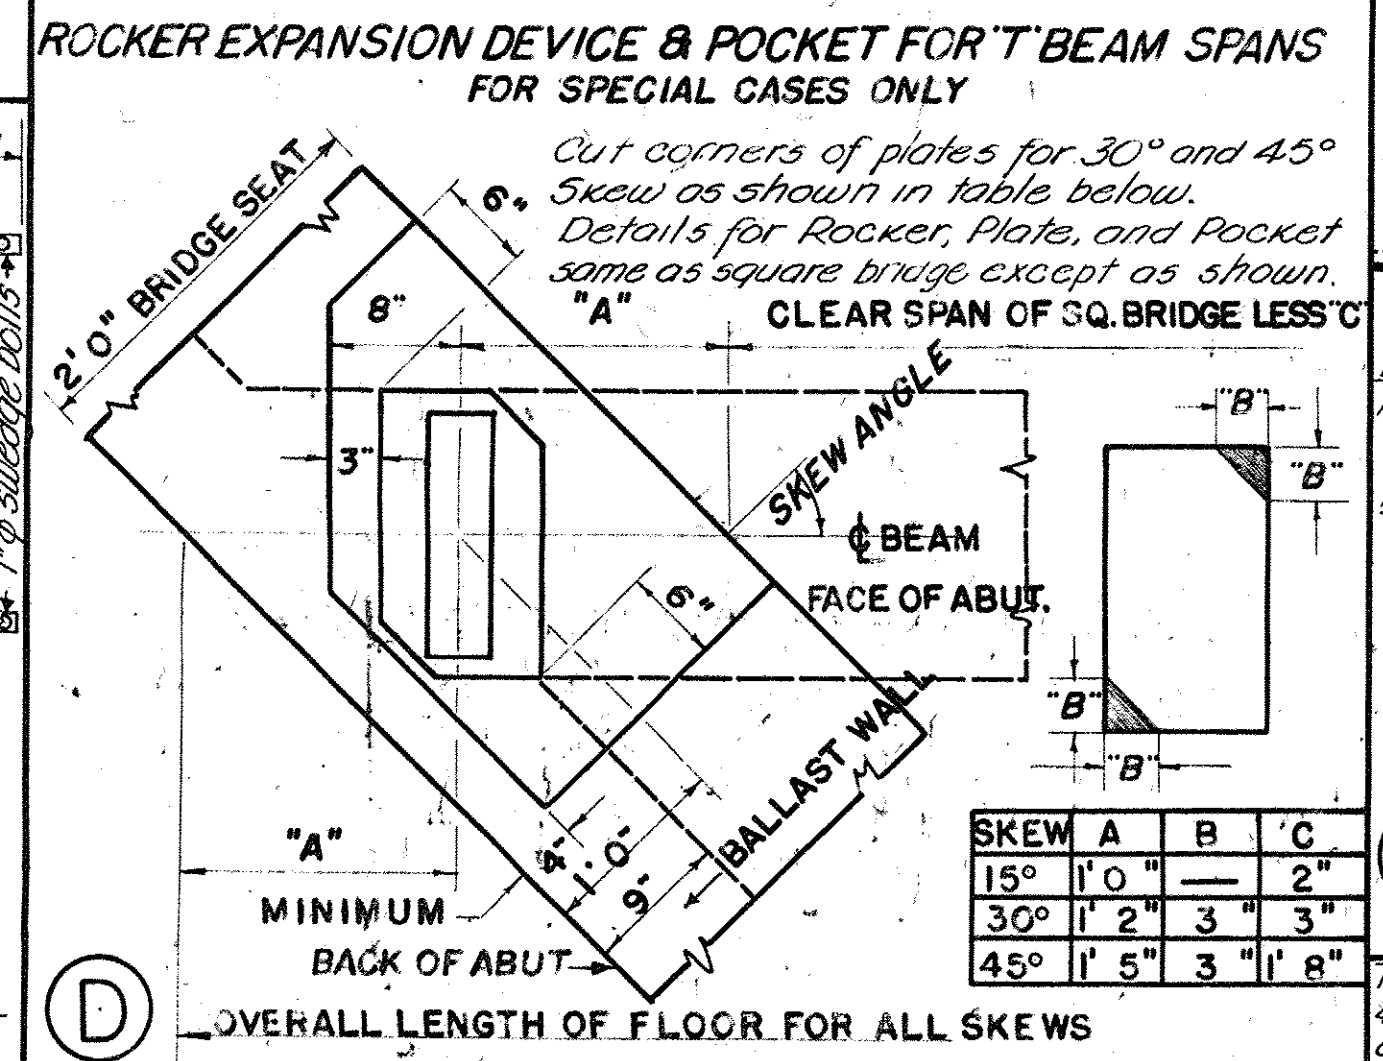 ROCKER EXPANSION DEVICE & POCKET FOR "T" BEAM SPANS
FOR SPECIAL CASES ONLY
Cut corners of plates for 30° and 45°
Skew as shown in table below.
Details for Rocker, Plate, and Pocket
same as square bridge except as shown.
2' 0" BRIDGE SEAT
6"
8"
"A"
CLEAR SPAN OF SQ. BRIDGE LESS "C"
1" ϕ Swedge Bolts
3"
SKEW ANGLE
℄ BEAM
FACE OF ABUT.
6"
"B"
"B"
"B"
"B"
BALLAST WALL
4"
1' 0"
9"
"A"
MINIMUM
BACK OF ABUT
SKEW A B C
15° 1' 0" — 2"
30° 1' 2" 3" 3"
45° 1' 5" 3" 1' 8"
D
OVERALL LENGTH OF FLOOR FOR ALL SKEWS